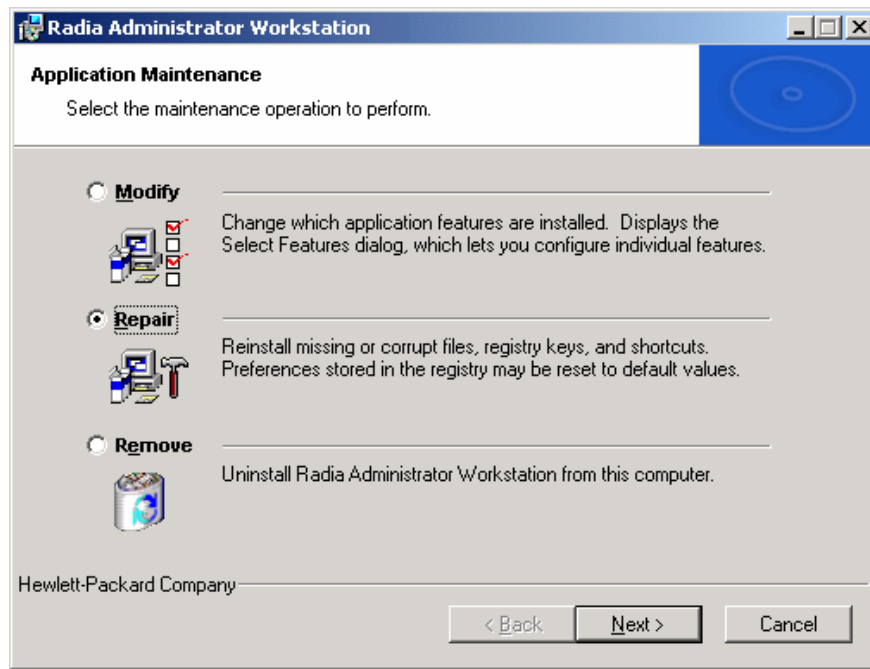 Radia Administrator Workstation
Application Maintenance
Select the maintenance operation to perform.
Modify
Change which application features are installed.  Displays the
Select Features dialog, which lets you configure individual features.
Repair
Reinstall missing or corrupt files, registry keys, and shortcuts.
Preferences stored in the registry may be reset to default values.
Remove
Uninstall Radia Administrator Workstation from this computer.
Hewlett-Packard Company
< Back
Next >
Cancel